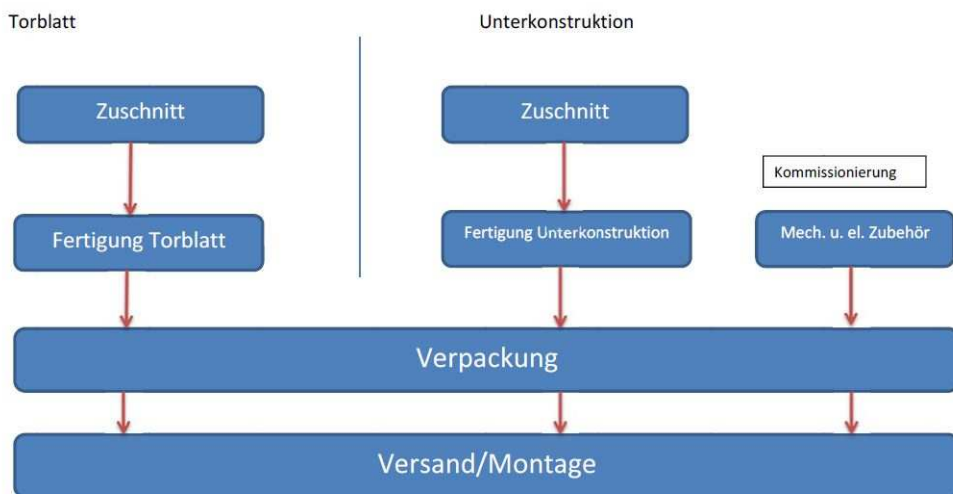 Torblatt
Unterkonstruktion
Zuschnitt
Zuschnitt
Kommissionierung
Fertigung Torblatt
Fertigung Unterkonstruktion
Mech. u. el. Zubehör
Verpackung
Versand/Montage